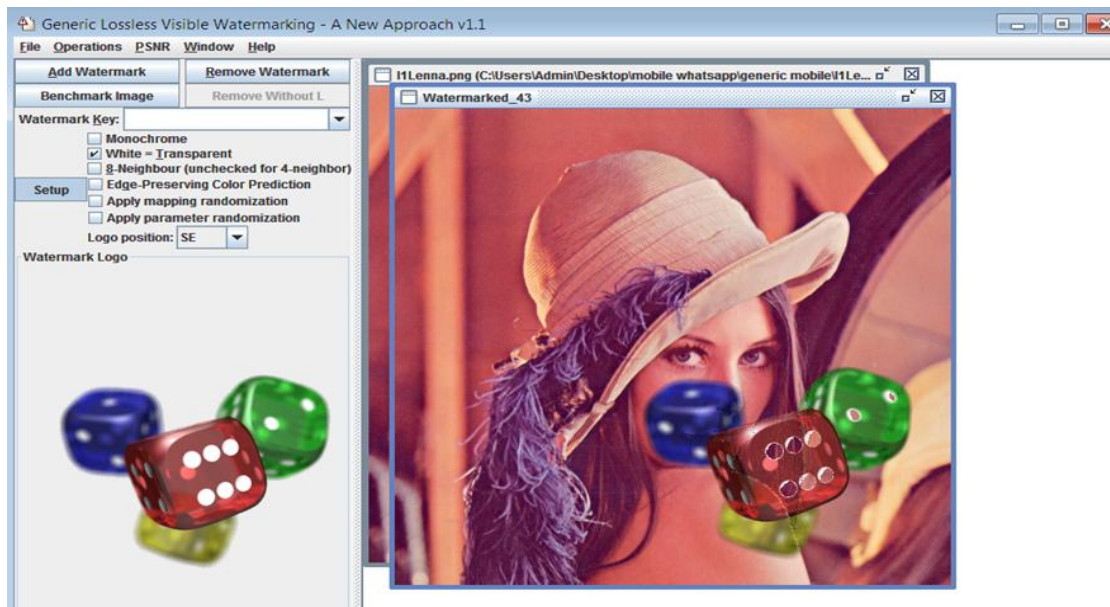 Generic Lossless Visible Watermarking - A New Approach v1.1
File Operations PSNR Window Help
Add Watermark Remove Watermark
Benchmark Image Remove Without L
Watermark Key:
Monochrome
White = Transparent
8-Neighbour (unchecked for 4-neighbor)
Setup
Edge-Preserving Color Prediction
Apply mapping randomization
Apply parameter randomization
Logo position: SE
Watermark Logo
l1Lenna.png (C:\Users\Admin\Desktop\mobile whatsapp\generic mobile\l1Le...
Watermarked_43